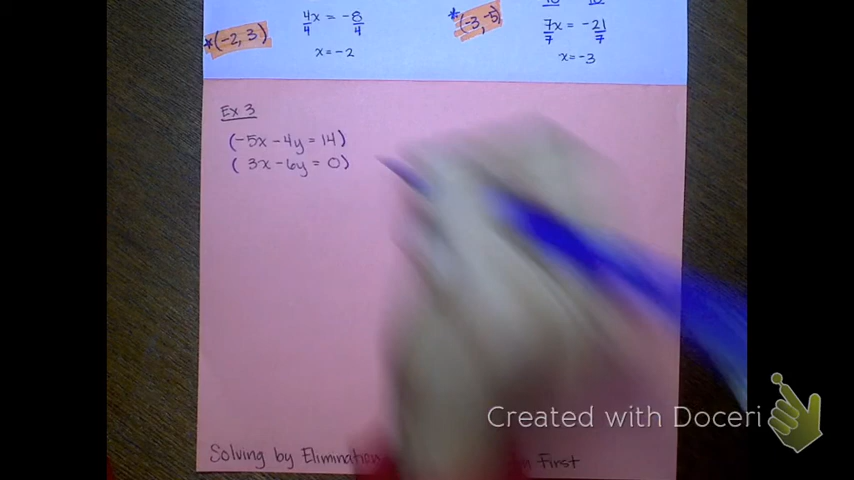 4x = -8
4 4
x = -2
*(-2, 3)
*(-3, -5)
7x = -21
7 7
x = -3
Ex 3
(-5x - 4y = 14)
( 3x - 6y = 0)
Solving by Elimination
First
Created with Doceri